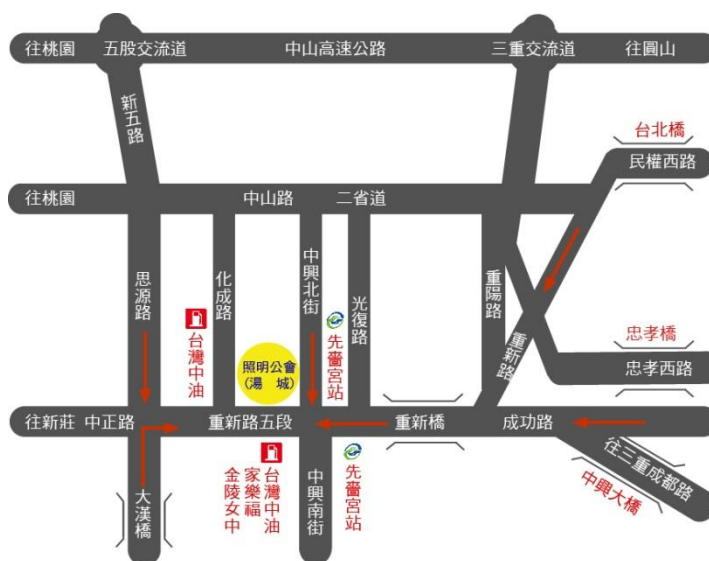 往桃園
五股交流道
中山高速公路
三重交流道
往圓山
新五路
台北橋
民權西路
往桃園
中山路
二省道
思源路
化成路
中興北街
光復路
重陽路
重新路
台灣中油
先嗇宮站
照明公會
(湯 城)
忠孝橋
忠孝西路
往新莊
中正路
重新路五段
重新橋
成功路
往三重成都路
中興大橋
大漢橋
金陵女中
家樂福
台灣中油
中興南街
先嗇宮站